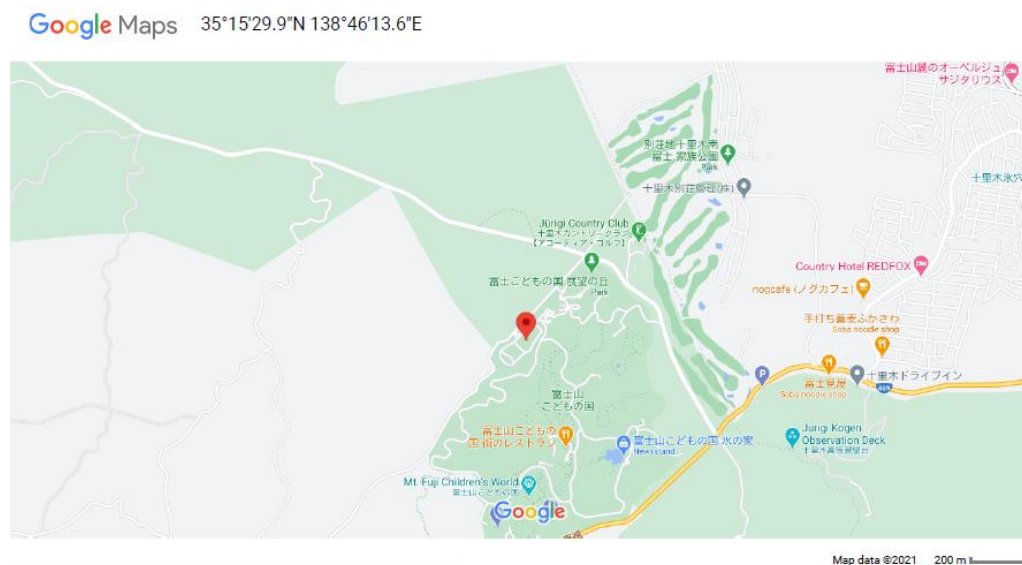 Google Maps 35°15'29.9"N 138°46'13.6"E
富士山麓のオーベルジュ
サジタリウス
別荘地十里木南
富士 家族公園
Park
十里木別荘管理(株)
十里木氷穴
Jūrigi Country Club
十里木カントリークラブ
【アコーディア・ゴルフ】
Country Hotel REDFOX
富士こどもの国 展望の丘
Park
nogcafe (ノグカフェ)
手打ち蕎麦ふかさわ
Soba noodle shop
富士見屋
Soba noodle shop
十里木ドライブイン
469
P
富士山
こどもの国
富士山こどもの
国 街のレストラン
富士山こどもの国 水の家
Newsstand
Jurigi Kogen
Observation Deck
十里木高原展望台
Mt. Fuji Children's World
富士山こどもの国
Google
Map data ©2021 200 m